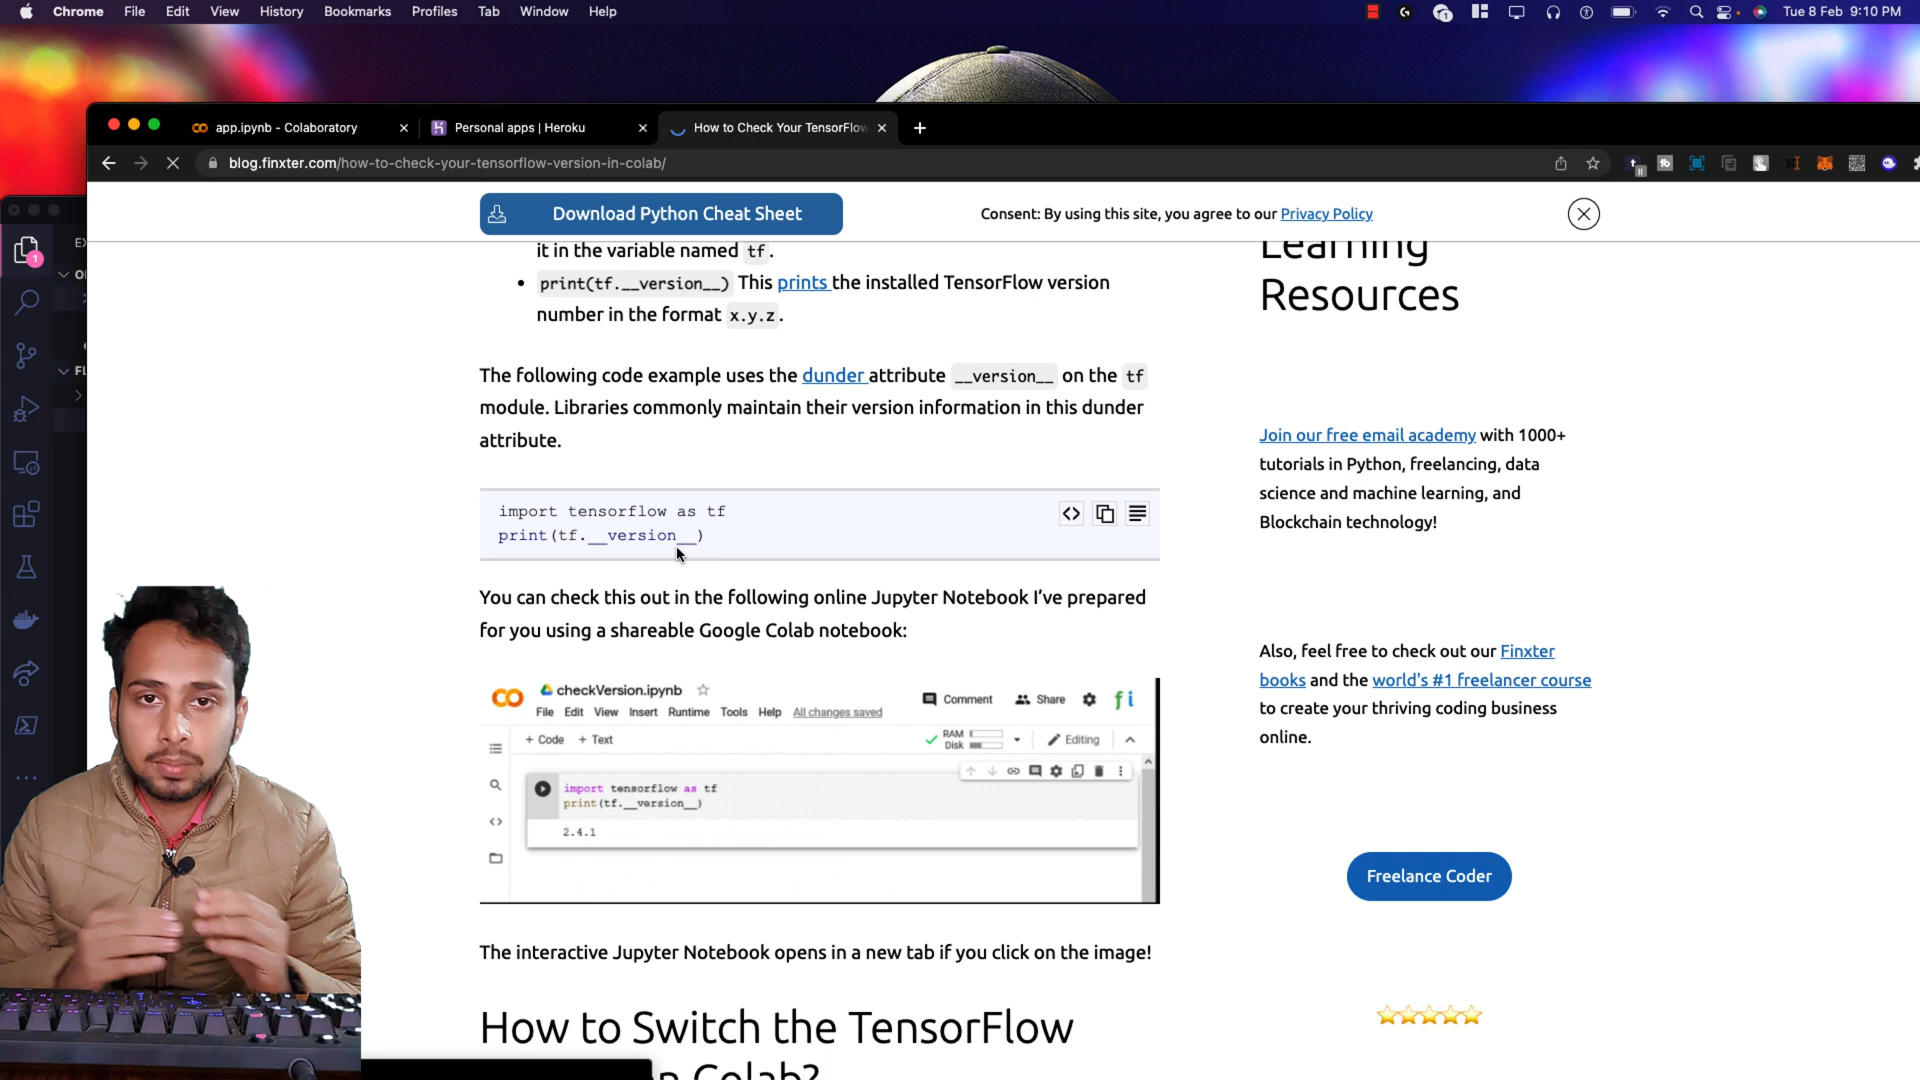 Chrome File Edit View History Bookmarks Profiles Tab Window Help
Tue 8 Feb 9:10 PM
app.ipynb - Colaboratory
Personal apps | Heroku
How to Check Your TensorFlow
blog.finxter.com/how-to-check-your-tensorflow-version-in-colab/
Download Python Cheat Sheet
Consent: By using this site, you agree to our Privacy Policy
it in the variable named tf.
print(tf.__version__) This prints the installed TensorFlow version
number in the format x.y.z.
The following code example uses the dunder attribute __version__ on the tf
module. Libraries commonly maintain their version information in this dunder
attribute.
import tensorflow as tf
print(tf.__version__)
You can check this out in the following online Jupyter Notebook I’ve prepared
for you using a shareable Google Colab notebook:
checkVersion.ipynb
Comment Share
File Edit View Insert Runtime Tools Help All changes saved
+ Code + Text
RAM
Disk
Editing
import tensorflow as tf
print(tf.__version__)
2.4.1
The interactive Jupyter Notebook opens in a new tab if you click on the image!
How to Switch the TensorFlow
n Colab?
Learning
Resources
Join our free email academy with 1000+
tutorials in Python, freelancing, data
science and machine learning, and
Blockchain technology!
Also, feel free to check out our Finxter
books and the world's #1 freelancer course
to create your thriving coding business
online.
Freelance Coder